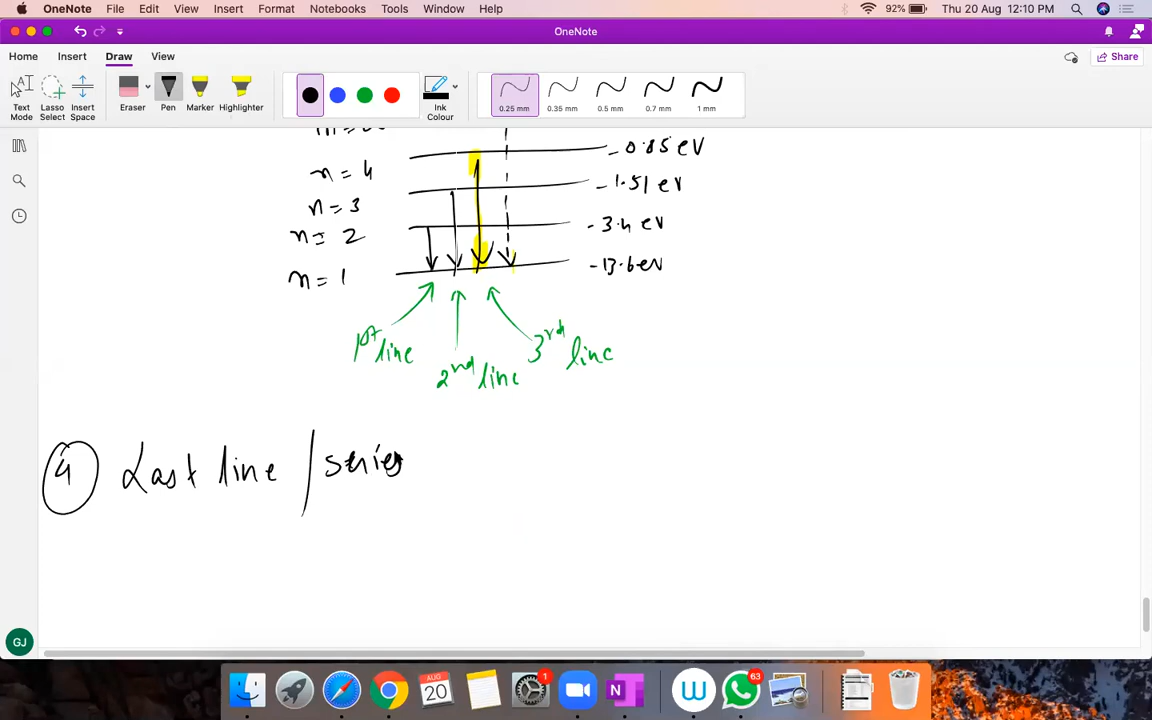 OneNote File Edit View Insert Format Notebooks Tools Window Help 92% Thu 20 Aug 12:10 PM
OneNote
Home Insert Draw View Share
Text Mode Lasso Select Insert Space Eraser Pen Marker Highlighter Ink Colour 0.25 mm 0.35 mm 0.5 mm 0.7 mm 1 mm
n = 4 -0.85 eV
n = 3 -1.51 eV
n = 2 -3.4 eV
n = 1 -13.6 eV
1st line 2nd line 3rd line
4 Last line / series
GJ
AUG 20 1 63